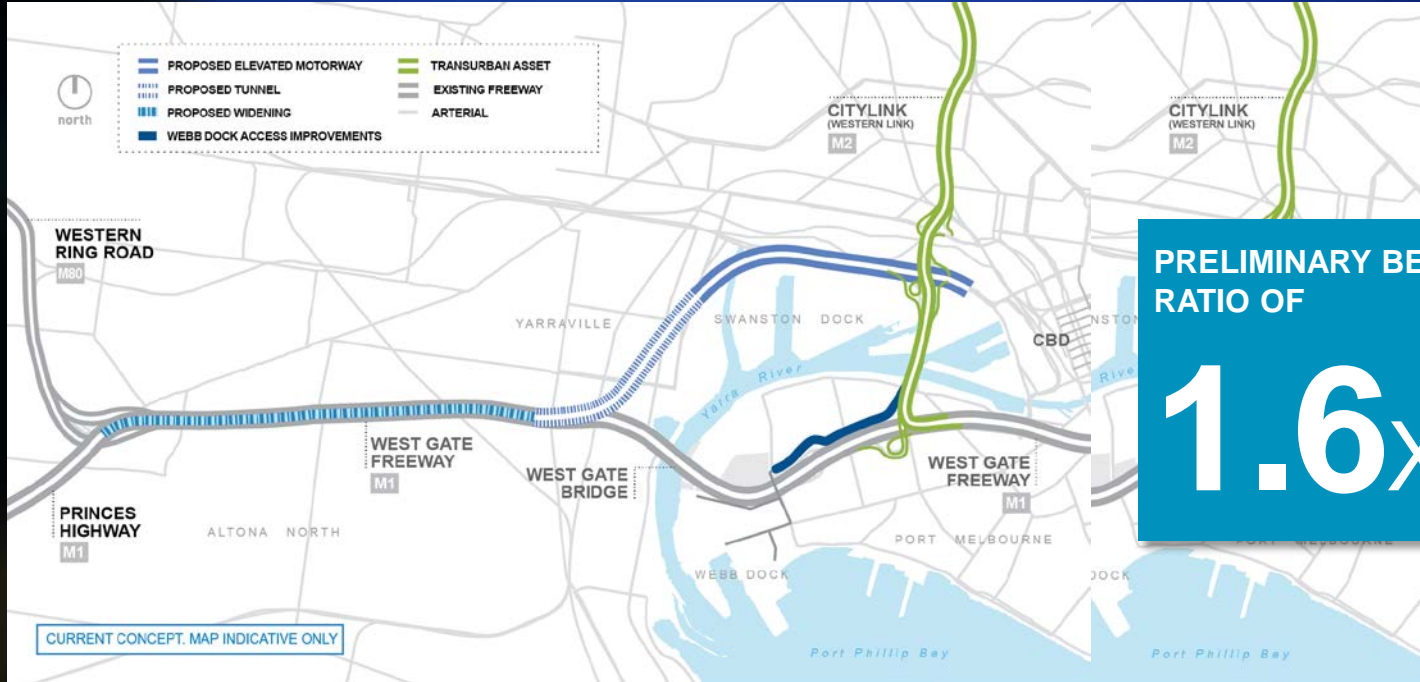 north
PROPOSED ELEVATED MOTORWAY
PROPOSED TUNNEL
PROPOSED WIDENING
WEBB DOCK ACCESS IMPROVEMENTS
TRANSURBAN ASSET
EXISTING FREEWAY
ARTERIAL
CITYLINK
(WESTERN LINK)
M2
WESTERN
RING ROAD
M80
YARRAVILLE
SWANSTON DOCK
CBD
Yarra River
WEST GATE
FREEWAY
M1
WEST GATE
BRIDGE
WEST GATE
FREEWAY
M1
PRINCES
HIGHWAY
M1
ALTONA NORTH
PORT MELBOURNE
WEBB DOCK
CURRENT CONCEPT. MAP INDICATIVE ONLY
Port Phillip Bay
CITYLINK
(WESTERN LINK)
M2
PRELIMINARY BE
RATIO OF
1.6x
Port Phillip Bay